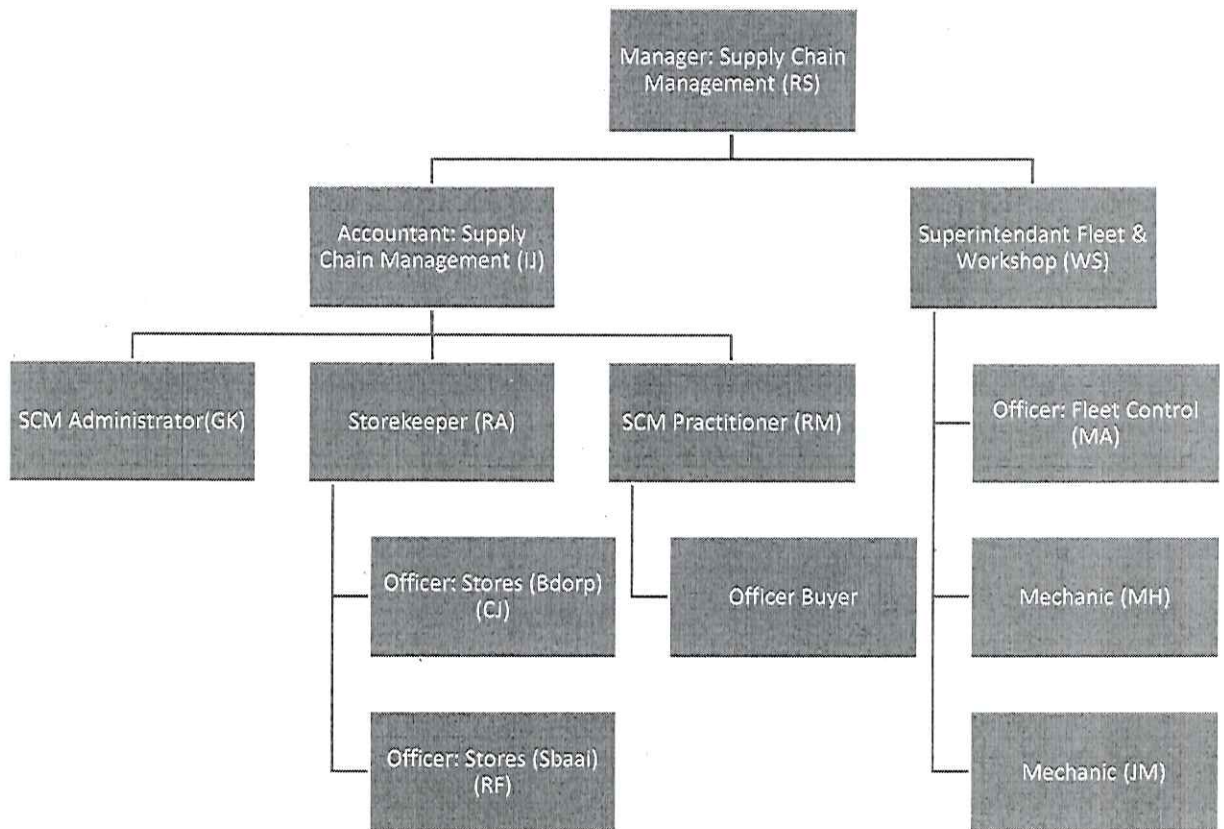 Manager: Supply Chain
Management (RS)
Accountant: Supply
Chain Management (IJ)
Superintendant Fleet &
Workshop (WS)
SCM Administrator(GK)
Storekeeper (RA)
SCM Practitioner (RM)
Officer: Fleet Control
(MA)
Officer: Stores (Bdorp)
(CJ)
Officer Buyer
Mechanic (MH)
Officer: Stores (Sbaai)
(RF)
Mechanic (JM)